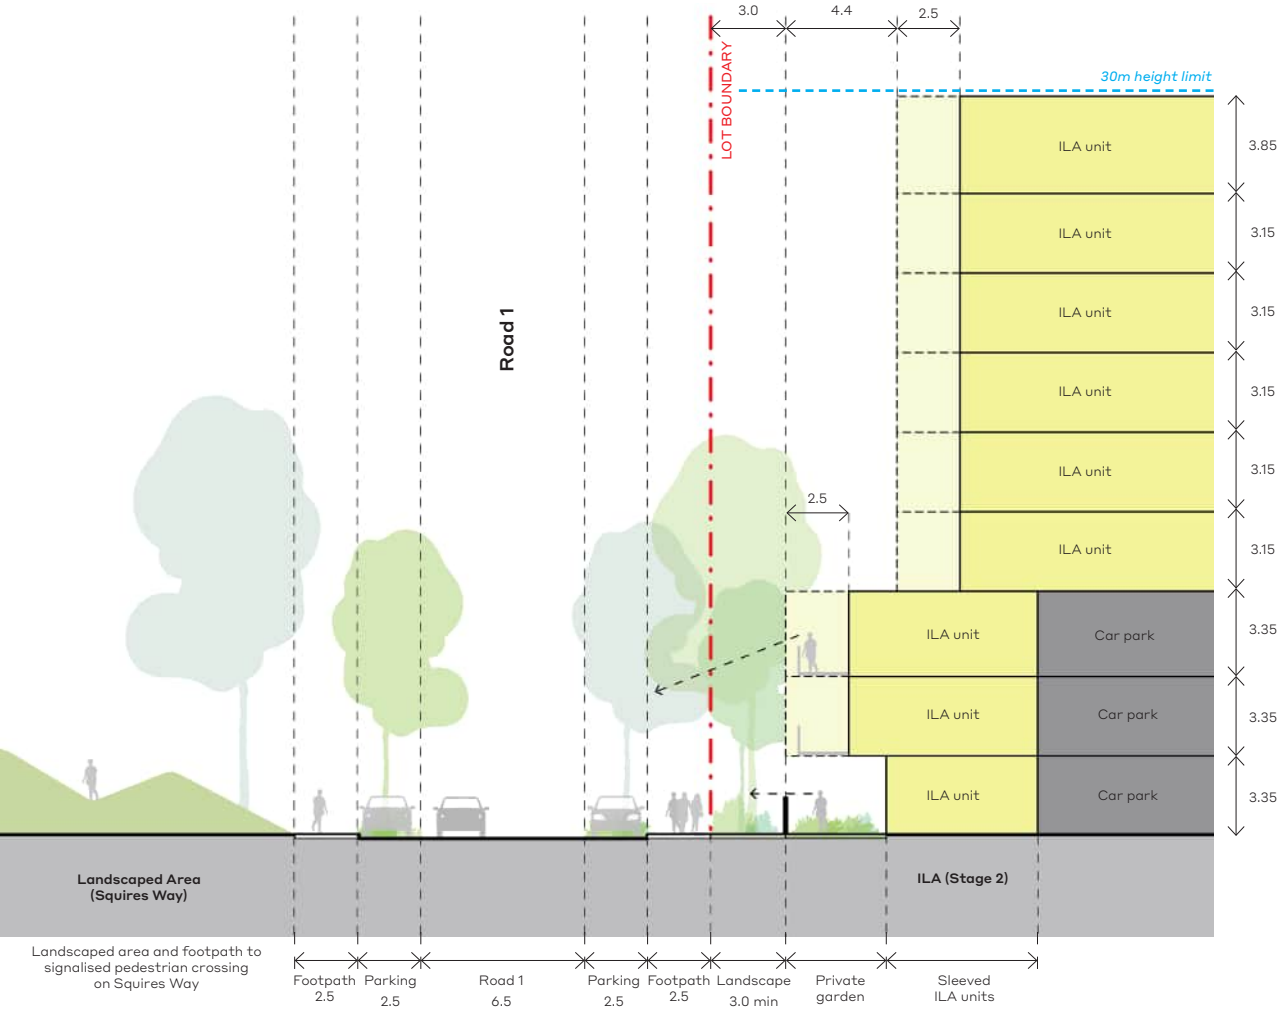 3.0
4.4
2.5
30m height limit
LOT BOUNDARY
ILA unit
3.85
ILA unit
3.15
Road 1
ILA unit
3.15
ILA unit
3.15
ILA unit
3.15
2.5
ILA unit
3.15
ILA unit
Car park
3.35
ILA unit
Car park
3.35
ILA unit
Car park
3.35
Landscaped Area
(Squires Way)
ILA (Stage 2)
Landscaped area and footpath to
signalised pedestrian crossing
on Squires Way
Footpath
2.5
Parking
2.5
Road 1
6.5
Parking
2.5
Footpath
2.5
Landscape
3.0 min
Private
garden
Sleeved
ILA units